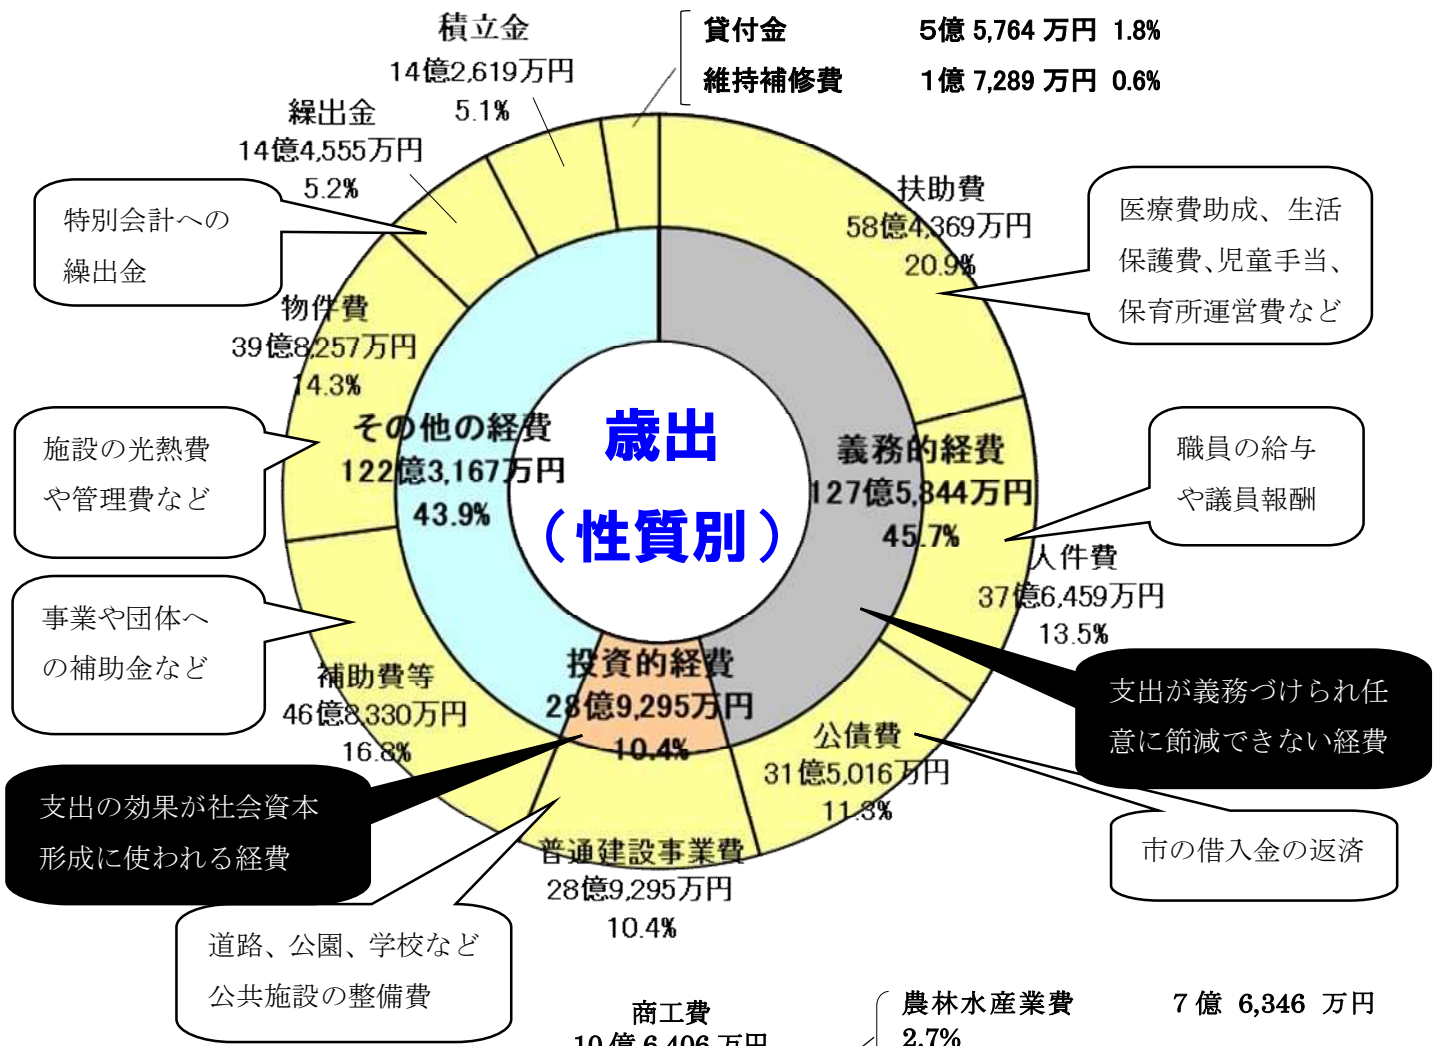 積立金
14億2,619万円
5.1%
貸付金 5億 5,764 万円 1.8%
維持補修費 1億 7,289 万円 0.6%
繰出金
14億4,555万円
5.2%
特別会計への
繰出金
扶助費
58億4,369万円
20.9%
医療費助成、生活
保護費、児童手当、
保育所運営費など
物件費
39億8,257万円
14.3%
施設の光熱費
や管理費など
その他の経費
122億3,167万円
43.9%
歳出
（性質別）
義務的経費
127億5,844万円
45.7%
職員の給与
や議員報酬
人件費
37億6,459万円
13.5%
事業や団体へ
の補助金など
補助費等
46億8,330万円
16.8%
投資的経費
28億9,295万円
10.4%
支出が義務づけられ任
意に節減できない経費
公債費
31億5,016万円
11.3%
支出の効果が社会資本
形成に使われる経費
市の借入金の返済
普通建設事業費
28億9,295万円
10.4%
道路、公園、学校など
公共施設の整備費
商工費
10億 6,406 万円
農林水産業費 7億 6,346 万円
2.7%